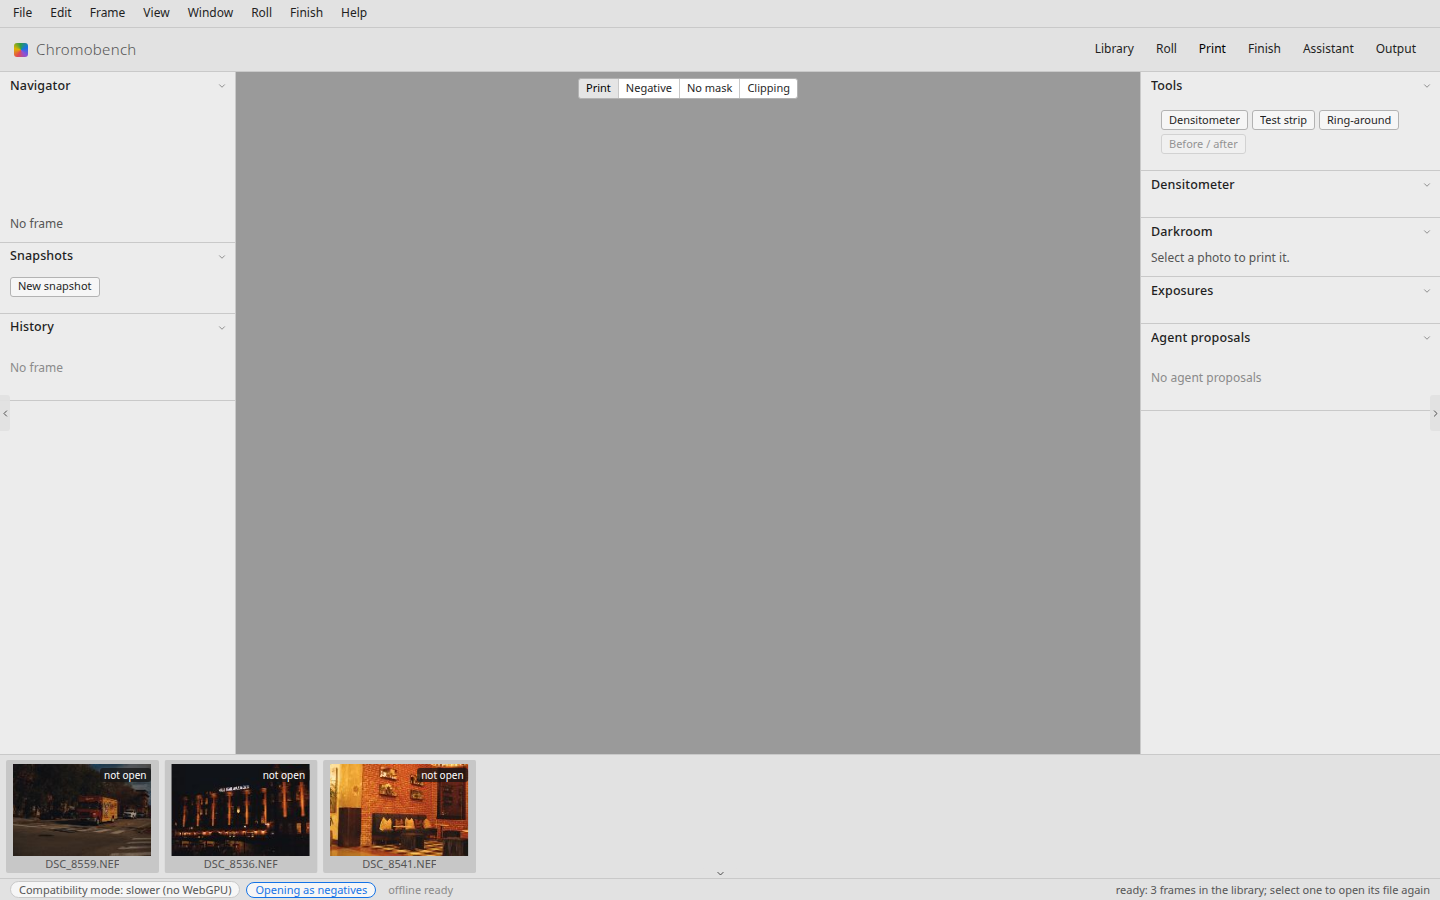 File Edit Frame View Window Roll Finish Help
Chromobench
Library Roll Print Finish Assistant Output
Navigator
No frame
Snapshots
New snapshot
History
No frame
Print Negative No mask Clipping
Tools
Densitometer Test strip Ring-around
Before / after
Densitometer
Darkroom
Select a photo to print it.
Exposures
Agent proposals
No agent proposals
not open not open not open
DSC_8559.NEF DSC_8536.NEF DSC_8541.NEF
Compatibility mode: slower (no WebGPU) Opening as negatives offline ready ready: 3 frames in the library; select one to open its file again